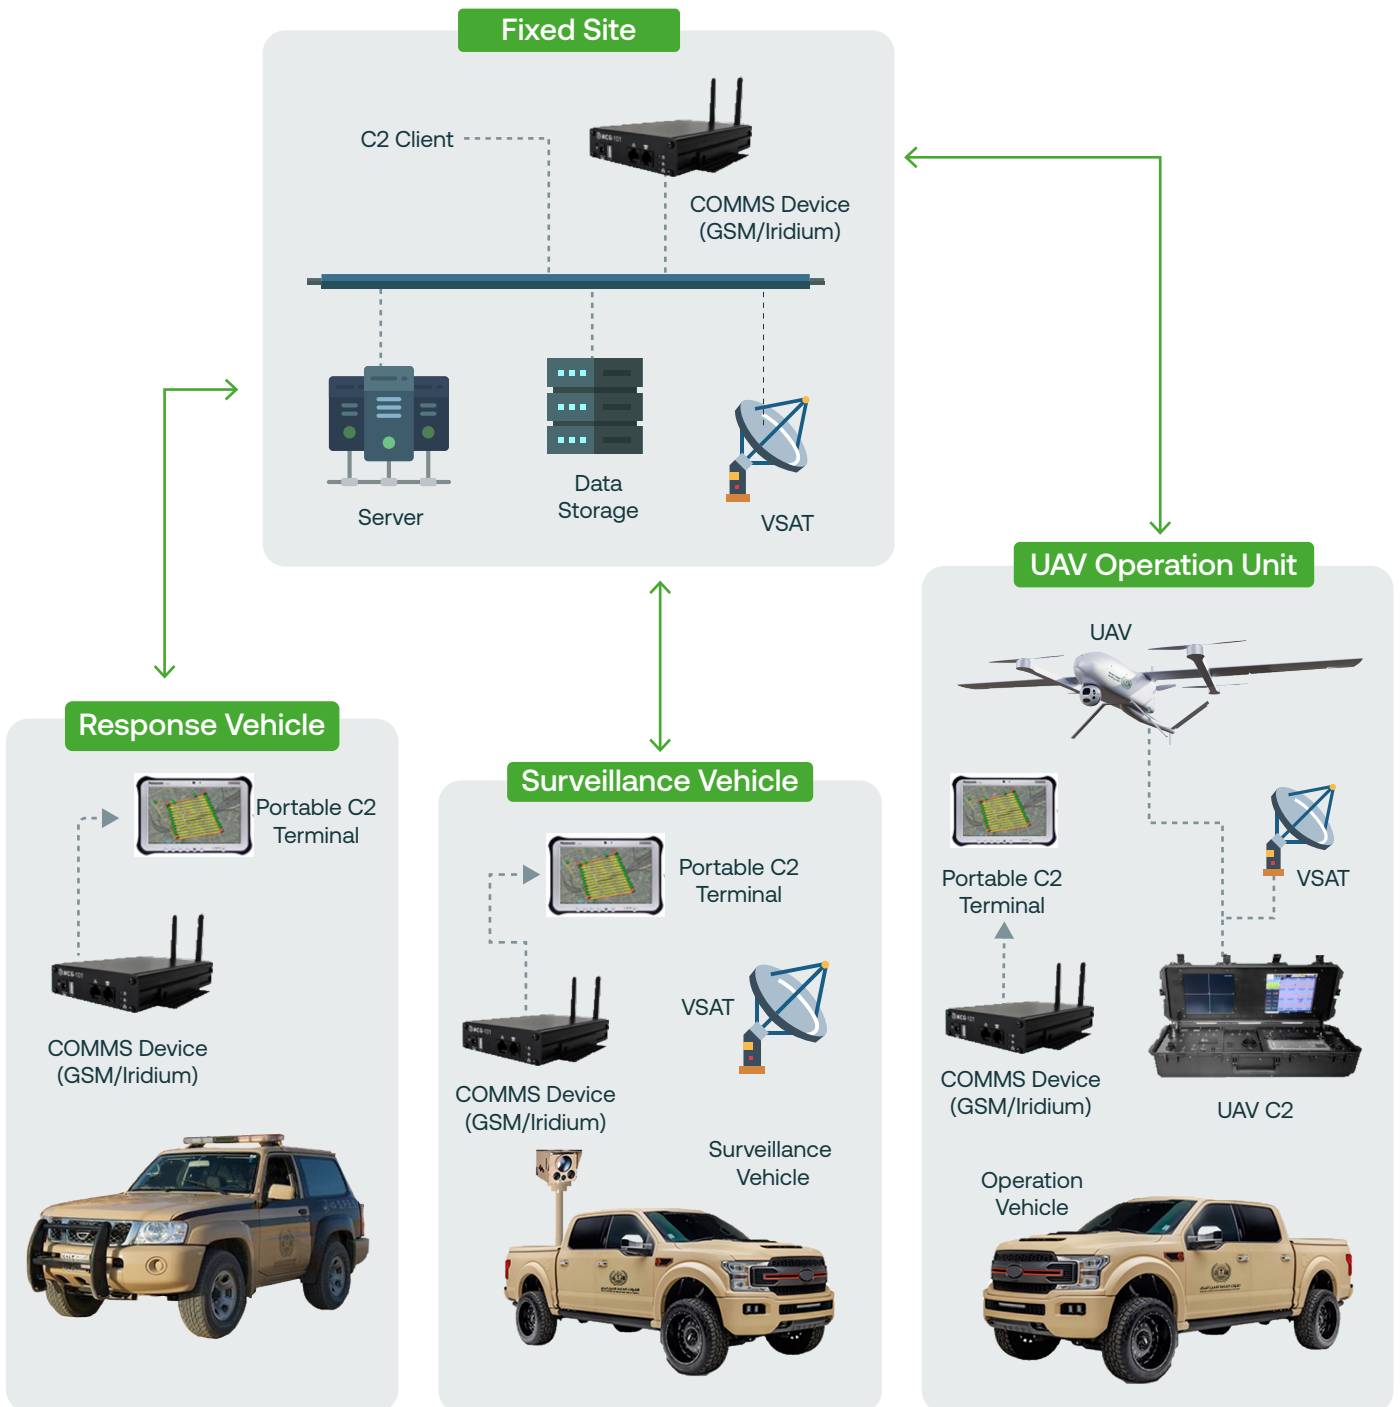 Fixed Site
C2 Client
COMMS Device
(GSM/Iridium)
Server
Data
Storage
VSAT
UAV Operation Unit
UAV
Portable C2
Terminal
VSAT
COMMS Device
(GSM/Iridium)
UAV C2
Operation
Vehicle
Response Vehicle
Portable C2
Terminal
COMMS Device
(GSM/Iridium)
Surveillance Vehicle
Portable C2
Terminal
VSAT
COMMS Device
(GSM/Iridium)
Surveillance
Vehicle